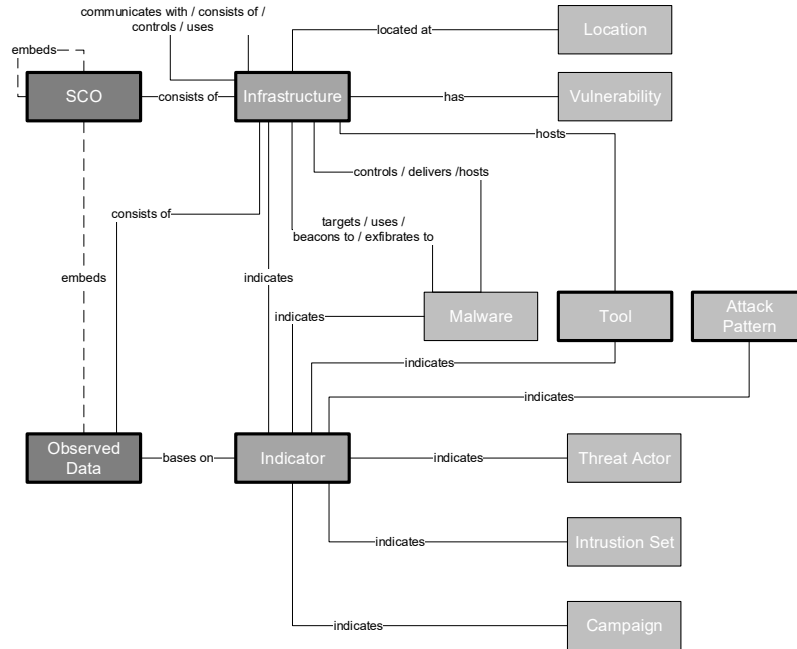 communicates with / consists of /
controls / uses
located at
Location
embeds
SCO
consists of
Infrastructure
has
Vulnerability
hosts
controls / delivers /hosts
consists of
targets / uses /
beacons to / exfibrates to
embeds
indicates
indicates
Malware
Tool
Attack
Pattern
indicates
indicates
Observed
Data
bases on
Indicator
indicates
Threat Actor
indicates
Intrustion Set
indicates
Campaign